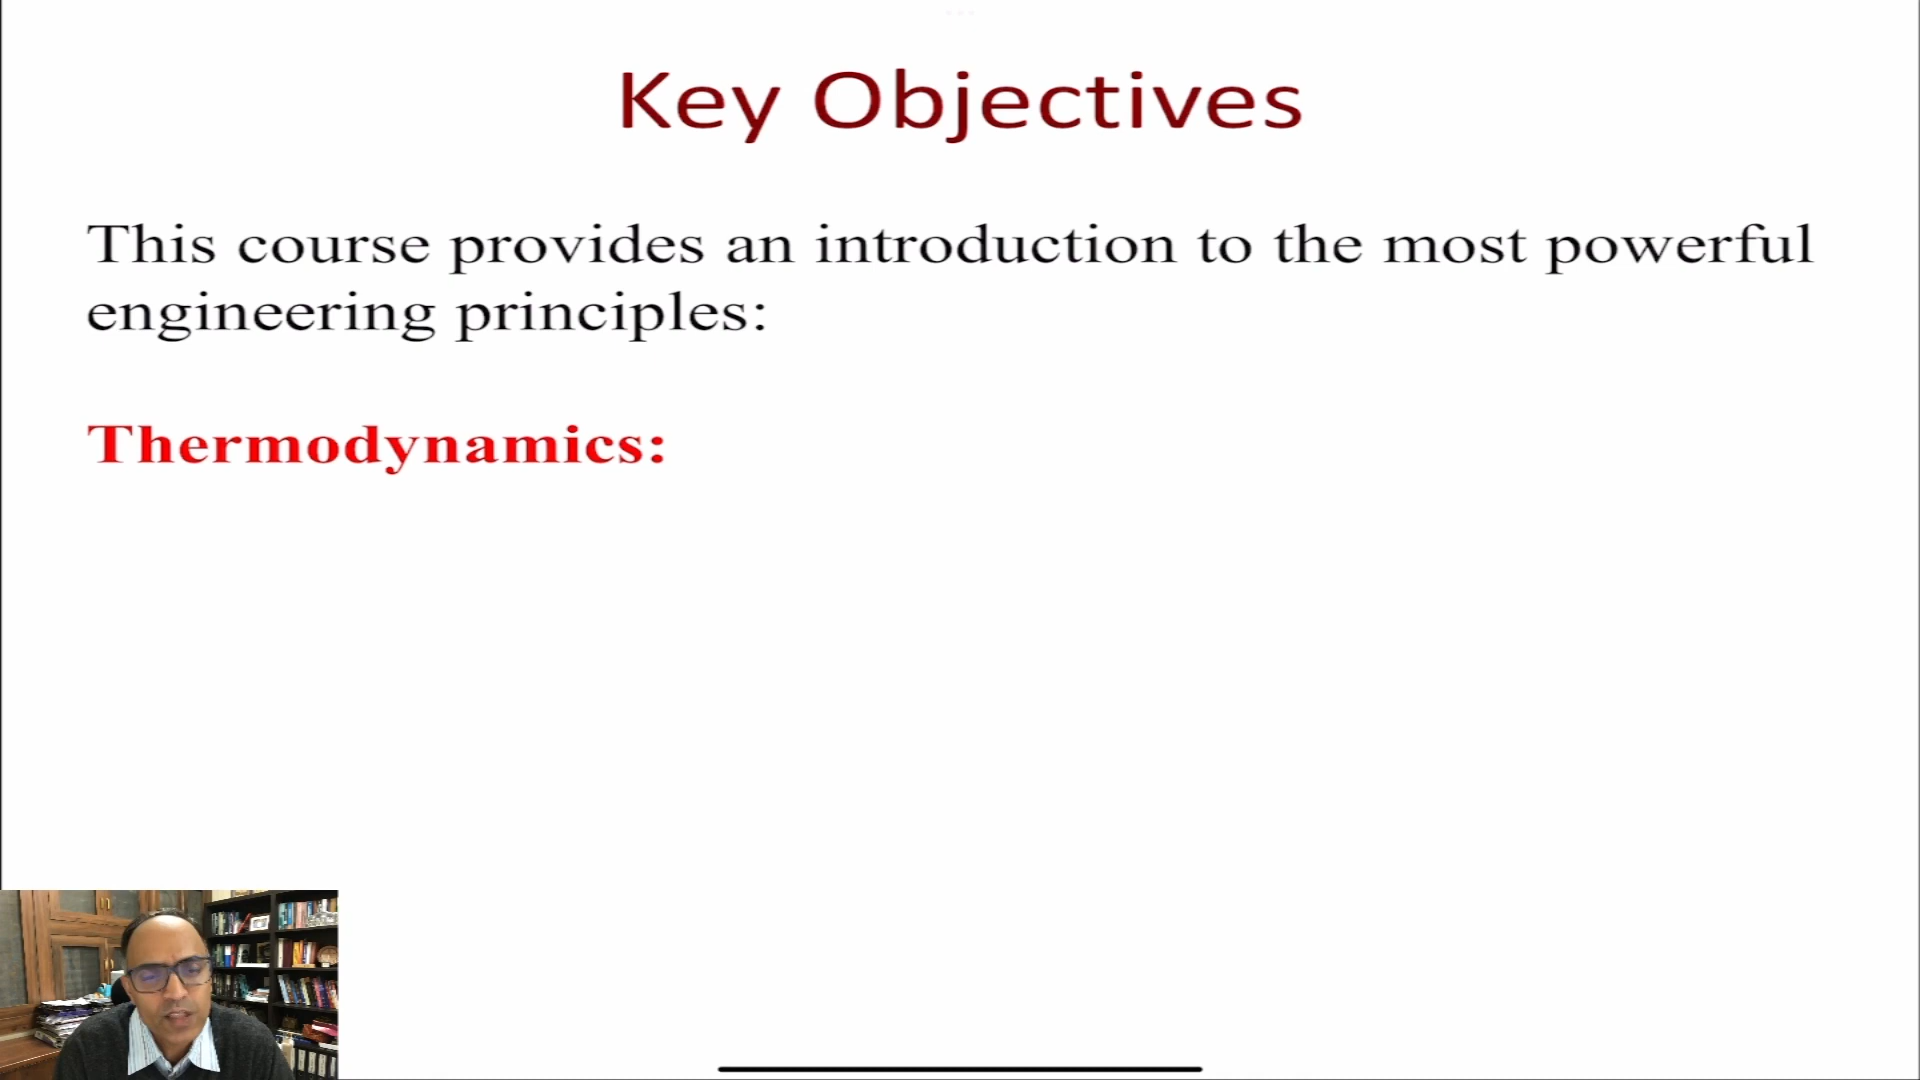 Key Objectives
This course provides an introduction to the most powerful
engineering principles:
Thermodynamics: